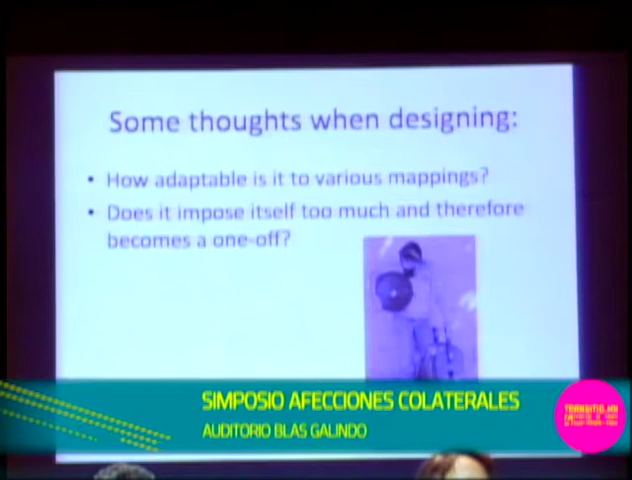 Some thoughts when designing:
• How adaptable is it to various mappings?
• Does it impose itself too much and therefore
becomes a one-off?
SIMPOSIO AFECCIONES COLATERALES
AUDITORIO BLAS GALINDO
TRANSITIO_MX